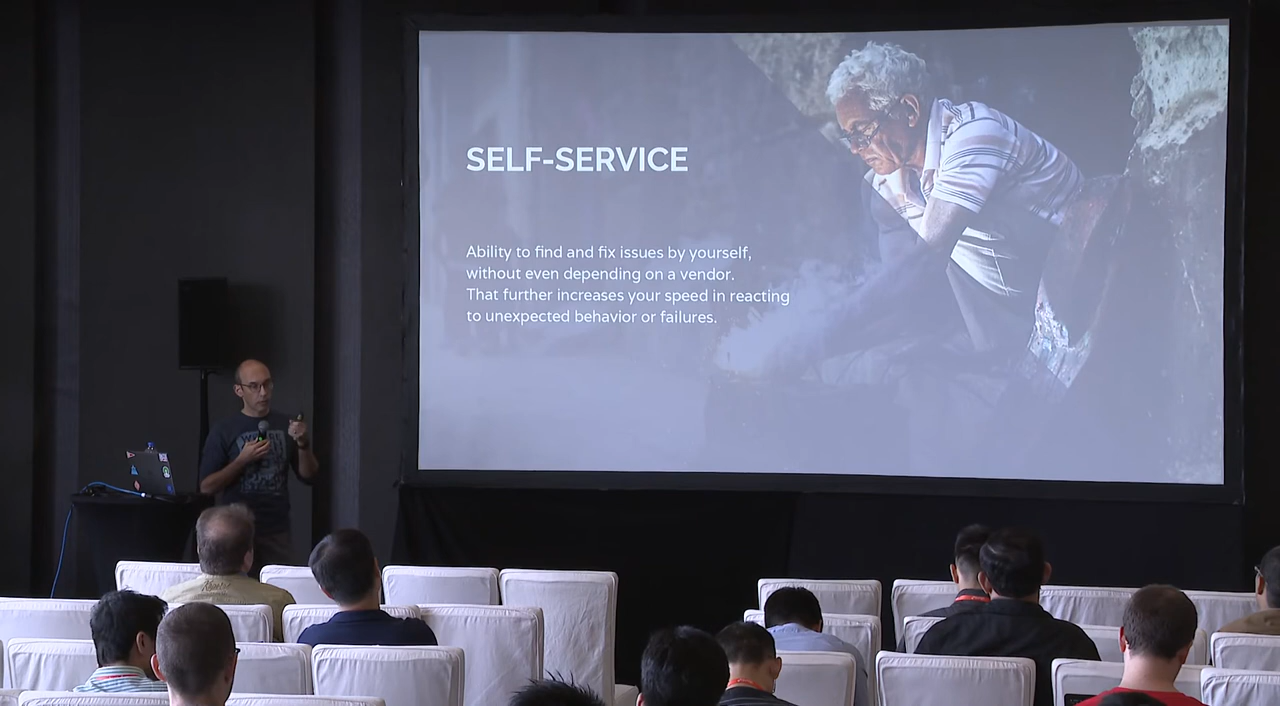 SELF-SERVICE
Ability to find and fix issues by yourself,
without even depending on a vendor.
That further increases your speed in reacting
to unexpected behavior or failures.